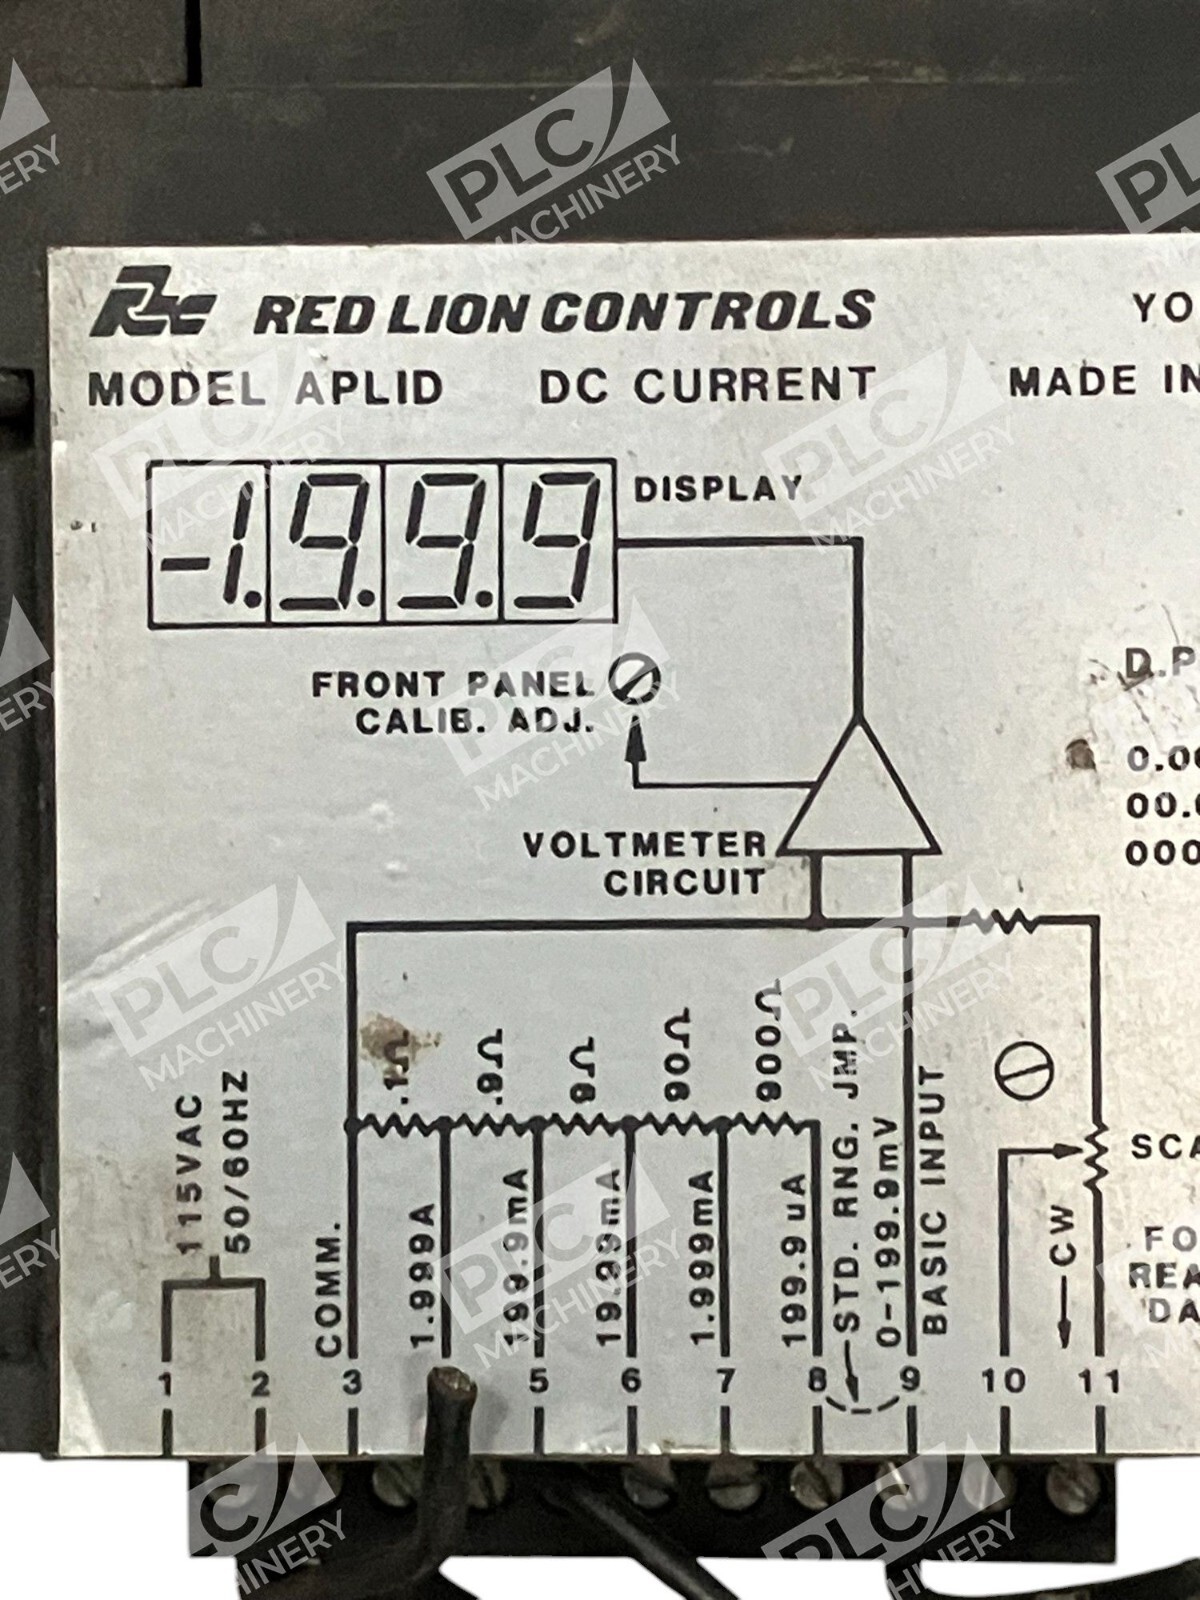 RLC RED LION CONTROLS YO
MODEL APLID DC CURRENT MADE IN
-1.9.9.9 DISPLAY
FRONT PANEL
CALIB. ADJ.
D.P
VOLTMETER
CIRCUIT
0.00
00.0
000
.1Ω .9Ω 9Ω 90Ω 900Ω
115VAC
50/60HZ
COMM.
1.999A
199.9mA
19.99mA
1.999mA
199.9uA
STD. RNG. JMP.
0-199.9mV
BASIC INPUT
CW
SCA
FO
REA
DA
1 2 3 5 6 7 8 9 10 11
PLC
MACHINERY